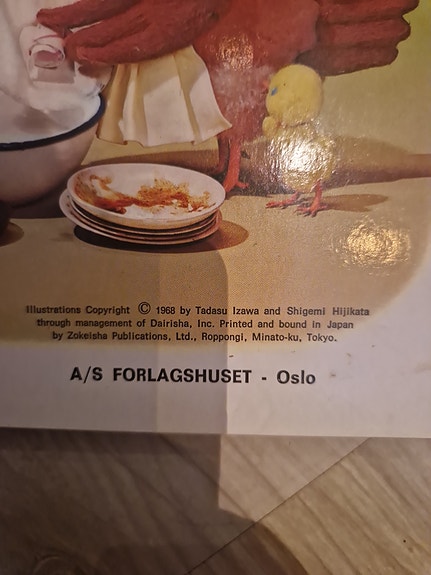 Illustrations Copyright © 1968 by Tadasu Izawa and Shigemi Hijikata
through management of Dairisha, Inc. Printed and bound in Japan
by Zokeisha Publications, Ltd., Roppongi, Minato-ku, Tokyo.
A/S FORLAGSHUSET - Oslo